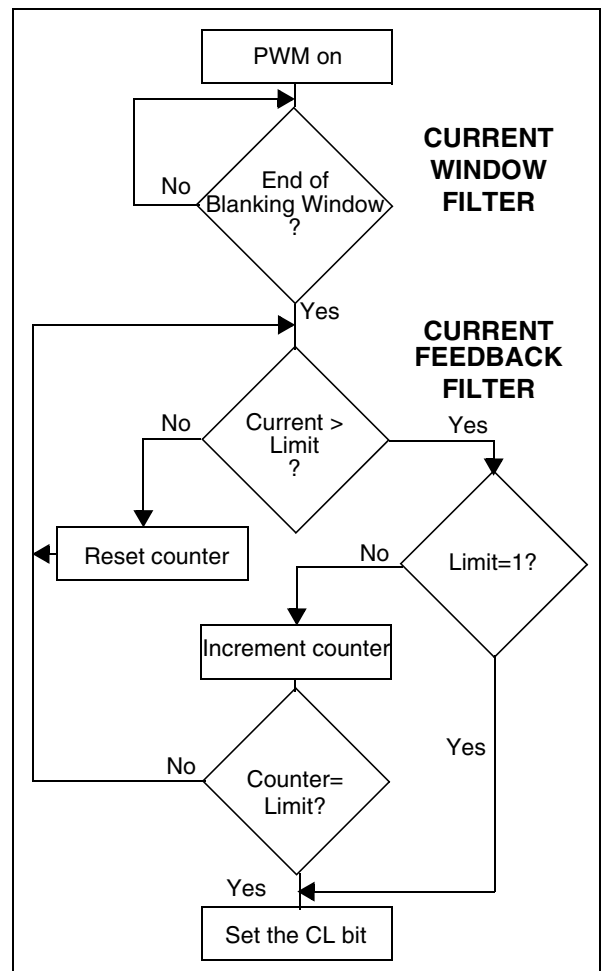 PWM on
CURRENT
WINDOW
FILTER
No
End of
Blanking Window
?
Yes
CURRENT
FEEDBACK
FILTER
No
Current >
Limit
?
Yes
Reset counter
No
Limit=1?
Increment counter
Yes
No
Counter=
Limit?
Yes
Set the CL bit